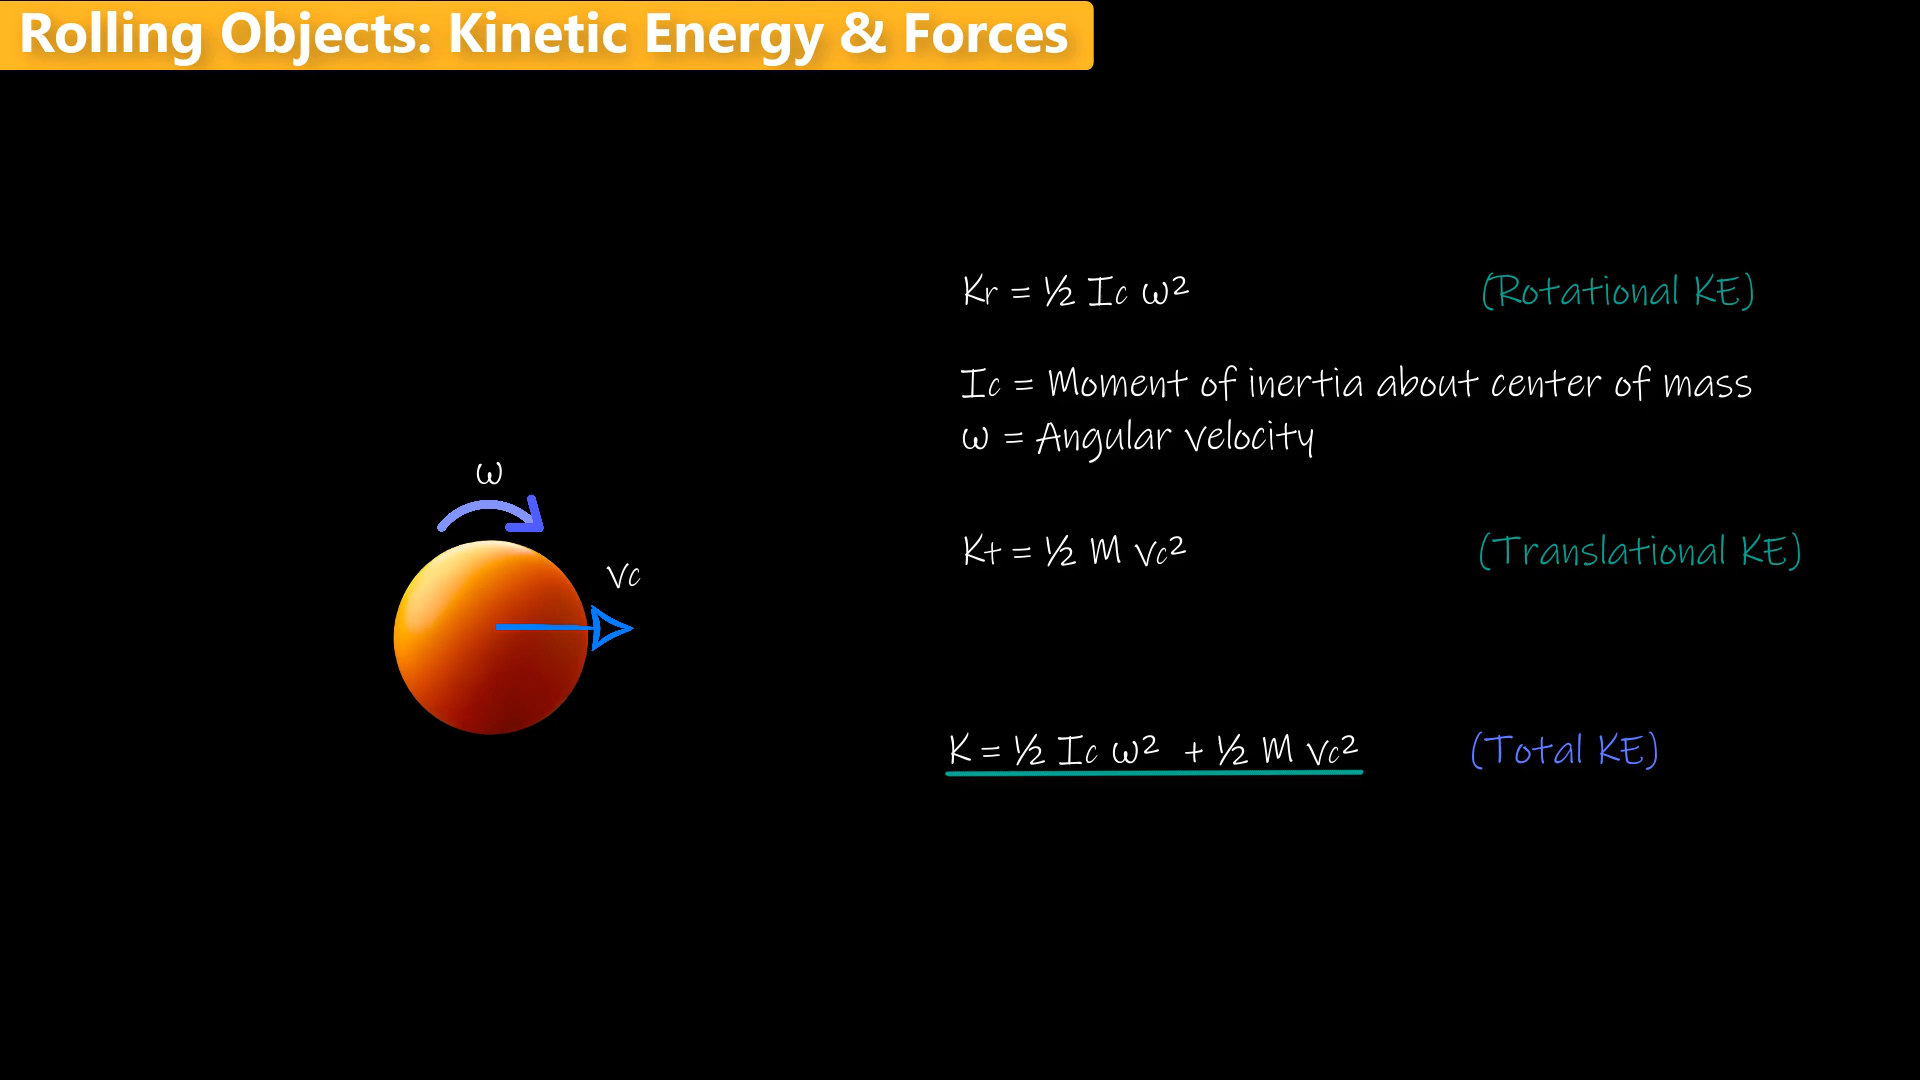 Rolling Objects: Kinetic Energy & Forces
Kr = ½ Ic ω² (Rotational KE)
Ic = Moment of inertia about center of mass
ω = Angular velocity
ω
Vc
Kt = ½ M Vc² (Translational KE)
K = ½ Ic ω² + ½ M Vc² (Total KE)